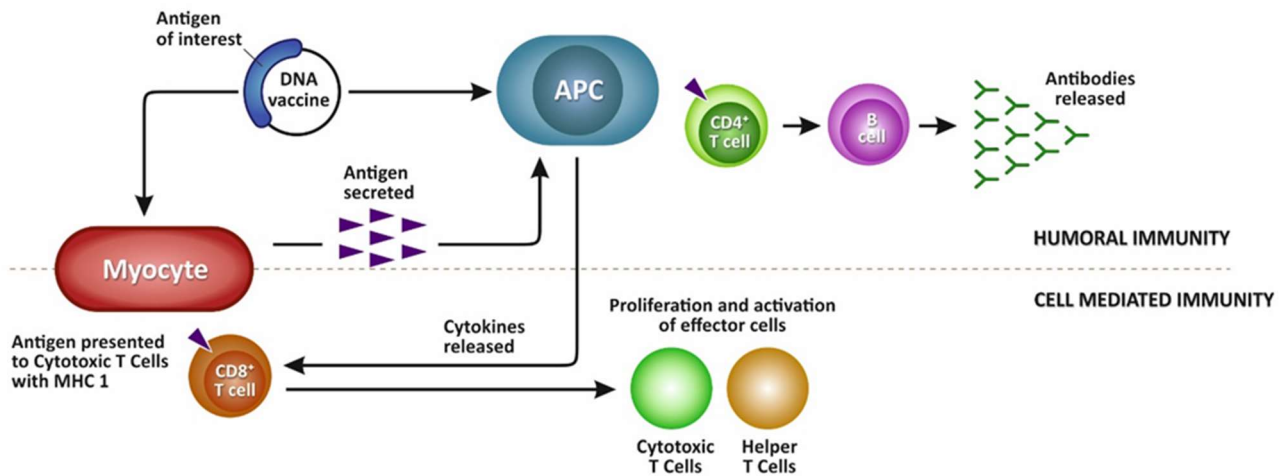 Antigen
of interest
DNA
vaccine
APC
CD4+
T cell
B
cell
Antibodies
released
Antigen
secreted
Myocyte
HUMORAL IMMUNITY
CELL MEDIATED IMMUNITY
Antigen presented
to Cytotoxic T Cells
with MHC 1
CD8+
T cell
Cytokines
released
Proliferation and activation
of effector cells
Cytotoxic
T Cells
Helper
T Cells